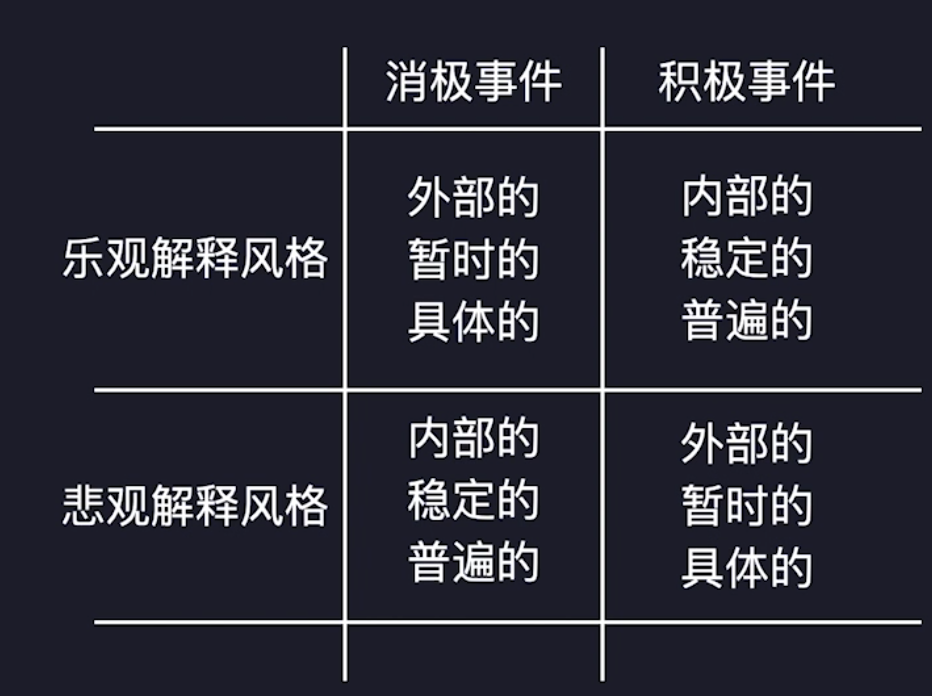 消极事件 积极事件
外部的 内部的
乐观解释风格 暂时的 稳定的
具体的 普遍的
内部的 外部的
悲观解释风格 稳定的 暂时的
普遍的 具体的